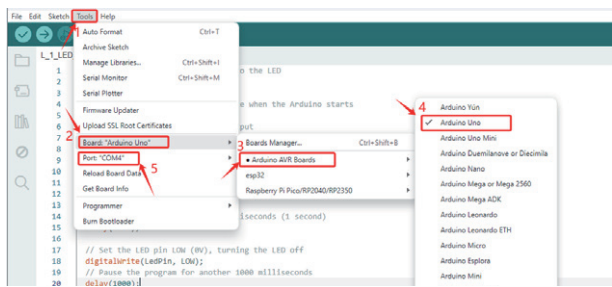 File Edit Sketch Tools Help
1
Auto Format Ctrl+T
Archive Sketch
Manage Libraries... Ctrl+Shift+I
Serial Monitor Ctrl+Shift+M
Serial Plotter
Firmware Updater
Upload SSL Root Certificates
2
Board: "Arduino Uno"
Port: "COM4"
5
Reload Board Data
Get Board Info
Programmer
Burn Bootloader
3
Boards Manager... Ctrl+Shift+B
• Arduino AVR Boards
esp32
Raspberry Pi Pico/RP2040/RP2350
4
Arduino Yún
✓ Arduino Uno
Arduino Uno Mini
Arduino Duemilanove or Diecimila
Arduino Nano
Arduino Mega or Mega 2560
Arduino Mega ADK
Arduino Leonardo
Arduino Leonardo ETH
Arduino Micro
Arduino Esplora
Arduino Mini
L_1_LED
1 o the LED
2
3
4 e when the Arduino starts
5
6 put
7
8
9
10
11
12
13
14 iseconds (1 second)
15
16
17 // Set the LED pin LOW (0V), turning the LED off
18 digitalWrite(LedPin, LOW);
19 // Pause the program for another 1000 milliseconds
20 delay(1000);